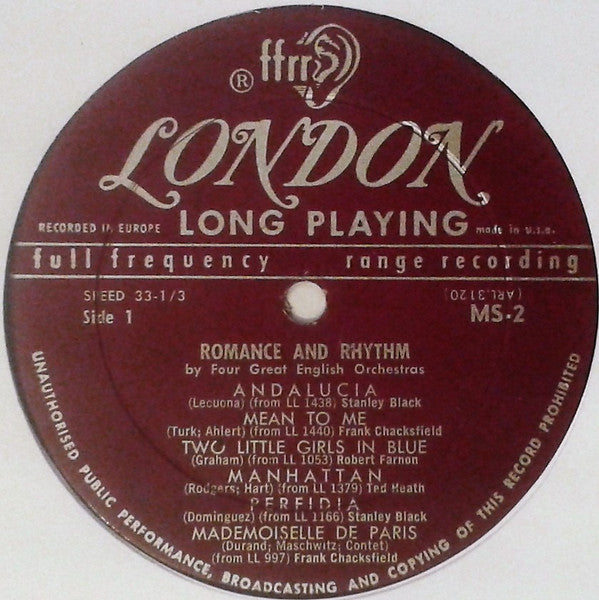 ffrr
®
LONDON
RECORDED IN EUROPE LONG PLAYING made in U.S.A.
full frequency range recording
SPEED 33-1/3 (ARL.3120)
Side 1 MS-2
ROMANCE AND RHYTHM
by Four Great English Orchestras
ANDALUCIA
(Lecuona) (from LL 1438) Stanley Black
MEAN TO ME
(Turk; Ahlert) (from LL 1440) Frank Chacksfield
TWO LITTLE GIRLS IN BLUE
(Graham) (from LL 1053) Robert Farnon
MANHATTAN
(Rodgers; Hart) (from LL 1379) Ted Heath
PERFIDIA
(Dominguez) (from LL 1166) Stanley Black
MADEMOISELLE DE PARIS
(Durand; Maschwitz; Contet)
(from LL 997) Frank Chacksfield
UNAUTHORISED PUBLIC PERFORMANCE, BROADCASTING AND COPYING OF THIS RECORD PROHIBITED